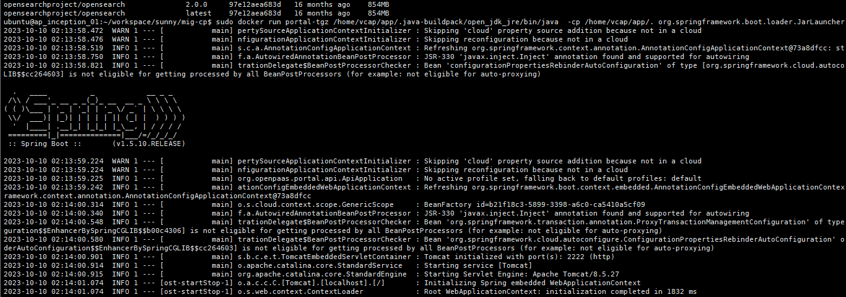 opensearchproject/opensearch 2.0.0 97e12aea683d 16 months ago 854MB
opensearchproject/opensearch latest 97e12aea683d 16 months ago 854MB
ubuntu@ap_inception_01:~/workspace/sunny/mig-cp$ sudo docker run portal-tgz /home/vcap/app/.java-buildpack/open_jdk_jre/bin/java -cp /home/vcap/app/. org.springframework.boot.loader.JarLauncher
2023-10-10 02:13:58.472 WARN 1 --- [ main] pertySourceApplicationContextInitializer : Skipping 'cloud' property source addition because not in a cloud
2023-10-10 02:13:58.476 WARN 1 --- [ main] nfigurationApplicationContextInitializer : Skipping reconfiguration because not in a cloud
2023-10-10 02:13:58.519 INFO 1 --- [ main] s.c.a.AnnotationConfigApplicationContext : Refreshing org.springframework.context.annotation.AnnotationConfigApplicationContext@73a8dfcc: st
2023-10-10 02:13:58.750 INFO 1 --- [ main] f.a.AutowiredAnnotationBeanPostProcessor : JSR-330 'javax.inject.Inject' annotation found and supported for autowiring
2023-10-10 02:13:58.821 INFO 1 --- [ main] trationDelegate$BeanPostProcessorChecker : Bean 'configurationPropertiesRebinderAutoConfiguration' of type [org.springframework.cloud.autoco
LIB$$cc264603] is not eligible for getting processed by all BeanPostProcessors (for example: not eligible for auto-proxying)
:: Spring Boot :: (v1.5.10.RELEASE)
2023-10-10 02:13:59.224 WARN 1 --- [ main] pertySourceApplicationContextInitializer : Skipping 'cloud' property source addition because not in a cloud
2023-10-10 02:13:59.224 WARN 1 --- [ main] nfigurationApplicationContextInitializer : Skipping reconfiguration because not in a cloud
2023-10-10 02:13:59.225 INFO 1 --- [ main] org.openpaas.portal.api.ApiApplication : No active profile set, falling back to default profiles: default
2023-10-10 02:13:59.242 INFO 1 --- [ main] ationConfigEmbeddedWebApplicationContext : Refreshing org.springframework.boot.context.embedded.AnnotationConfigEmbeddedWebApplicationContex
ramework.context.annotation.AnnotationConfigApplicationContext@73a8dfcc
2023-10-10 02:14:00.314 INFO 1 --- [ main] o.s.cloud.context.scope.GenericScope : BeanFactory id=b21f18c3-5899-3398-a6c0-ca5410a5cf09
2023-10-10 02:14:00.340 INFO 1 --- [ main] f.a.AutowiredAnnotationBeanPostProcessor : JSR-330 'javax.inject.Inject' annotation found and supported for autowiring
2023-10-10 02:14:00.548 INFO 1 --- [ main] trationDelegate$BeanPostProcessorChecker : Bean 'org.springframework.transaction.annotation.ProxyTransactionManagementConfiguration' of type
guration$$EnhancerBySpringCGLIB$$b00c4306] is not eligible for getting processed by all BeanPostProcessors (for example: not eligible for auto-proxying)
2023-10-10 02:14:00.580 INFO 1 --- [ main] trationDelegate$BeanPostProcessorChecker : Bean 'org.springframework.cloud.autoconfigure.ConfigurationPropertiesRebinderAutoConfiguration' o
derAutoConfiguration$$EnhancerBySpringCGLIB$$cc264603] is not eligible for getting processed by all BeanPostProcessors (for example: not eligible for auto-proxying)
2023-10-10 02:14:00.901 INFO 1 --- [ main] s.b.c.e.t.TomcatEmbeddedServletContainer : Tomcat initialized with port(s): 2222 (http)
2023-10-10 02:14:00.914 INFO 1 --- [ main] o.apache.catalina.core.StandardService : Starting service [Tomcat]
2023-10-10 02:14:00.915 INFO 1 --- [ main] org.apache.catalina.core.StandardEngine : Starting Servlet Engine: Apache Tomcat/8.5.27
2023-10-10 02:14:01.074 INFO 1 --- [ost-startStop-1] o.a.c.c.C.[Tomcat].[localhost].[/] : Initializing Spring embedded WebApplicationContext
2023-10-10 02:14:01.074 INFO 1 --- [ost-startStop-1] o.s.web.context.ContextLoader : Root WebApplicationContext: initialization completed in 1832 ms